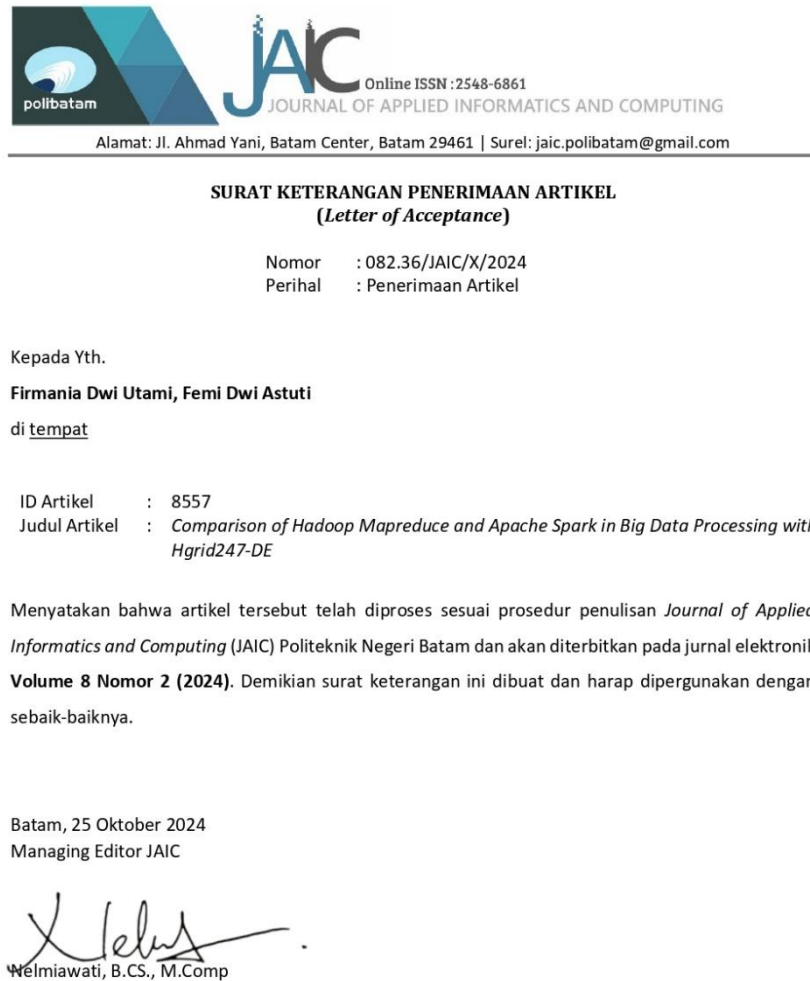 polibatam
JAIC
Online ISSN : 2548-6861
JOURNAL OF APPLIED INFORMATICS AND COMPUTING
Alamat: Jl. Ahmad Yani, Batam Center, Batam 29461 | Surel: jaic.polibatam@gmail.com
SURAT KETERANGAN PENERIMAAN ARTIKEL
(Letter of Acceptance)
Nomor : 082.36/JAIC/X/2024
Perihal : Penerimaan Artikel
Kepada Yth.
Firmania Dwi Utami, Femi Dwi Astuti
di tempat
ID Artikel : 8557
Judul Artikel : Comparison of Hadoop Mapreduce and Apache Spark in Big Data Processing with
Hgrid247-DE
Menyatakan bahwa artikel tersebut telah diproses sesuai prosedur penulisan Journal of Applied
Informatics and Computing (JAIC) Politeknik Negeri Batam dan akan diterbitkan pada jurnal elektronik
Volume 8 Nomor 2 (2024). Demikian surat keterangan ini dibuat dan harap dipergunakan dengan
sebaik-baiknya.
Batam, 25 Oktober 2024
Managing Editor JAIC
Nelmiawati, B.CS., M.Comp